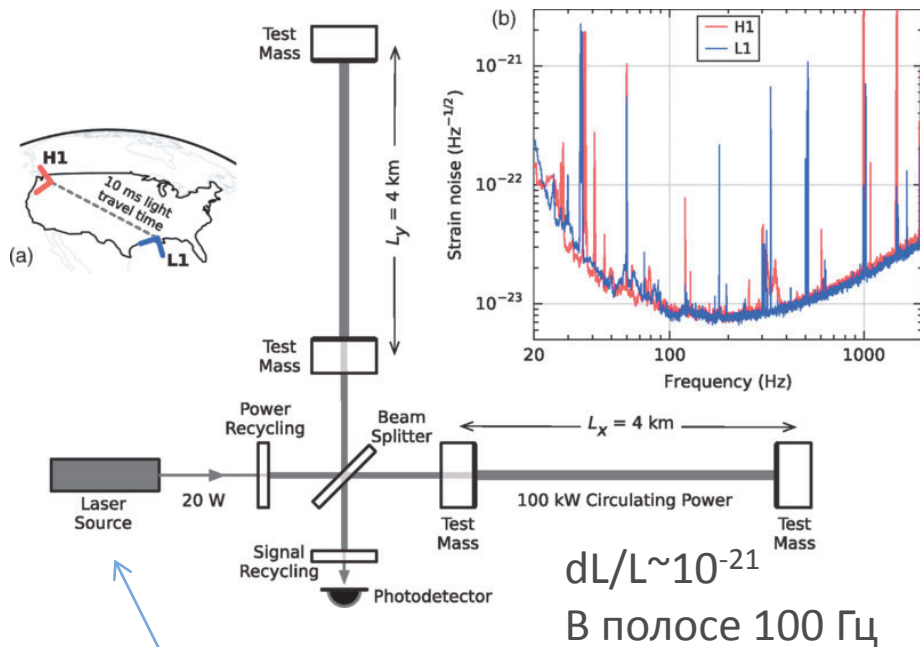 Test
Mass
Ly = 4 km
(a)
H1
10 ms light
travel time
L1
(b)
H1
L1
Strain noise (Hz-1/2)
10-21
10-22
10-23
20
100
1000
Frequency (Hz)
Test
Mass
Power
Recycling
Beam
Splitter
Lx = 4 km
Laser
Source
20 W
100 kW Circulating Power
Test
Mass
Test
Mass
Signal
Recycling
Photodetector
dL/L~10-21
В полосе 100 Гц